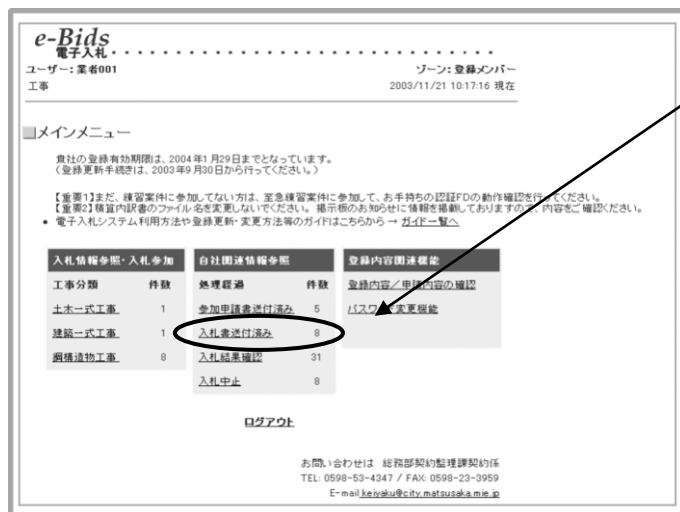 e-Bids
電子入札
ユーザー：業者001 ゾーン：登録メンバー
工事 2003/11/21 10:17:16 現在
メインメニュー
貴社の登録有効期限は、2004年1月29日までとなっています。
（登録更新手続きは、2003年9月30日から行ってください。）
【重要1】まだ、練習案件に参加してない方は、至急練習案件に参加して、お手持ちの認証FDの動作確認を行ってください。
【重要2】積算内訳書のファイル名を変更しないでください。掲示板のお知らせに情報を掲載しておりますので、内容をご確認ください。
• 電子入札システム利用方法や登録更新・変更方法等のガイドはこちらから → ガイド一覧へ
入札情報参照・入札参加 自社関連情報参照 登録内容関連機能
工事分類 件数 処理経過 件数 登録内容／申請内容の確認
土木一式工事 1 参加申請書送付済み 5 パスワード変更機能
建築一式工事 1 入札書送付済み 8
鋼構造物工事 8 入札結果確認 31
入札中止 8
ログアウト
お問い合わせは 総務部契約監理課契約係
TEL: 0598-53-4347 / FAX: 0598-23-3959
E-mail keiyaku@city.matsusaka.mie.jp